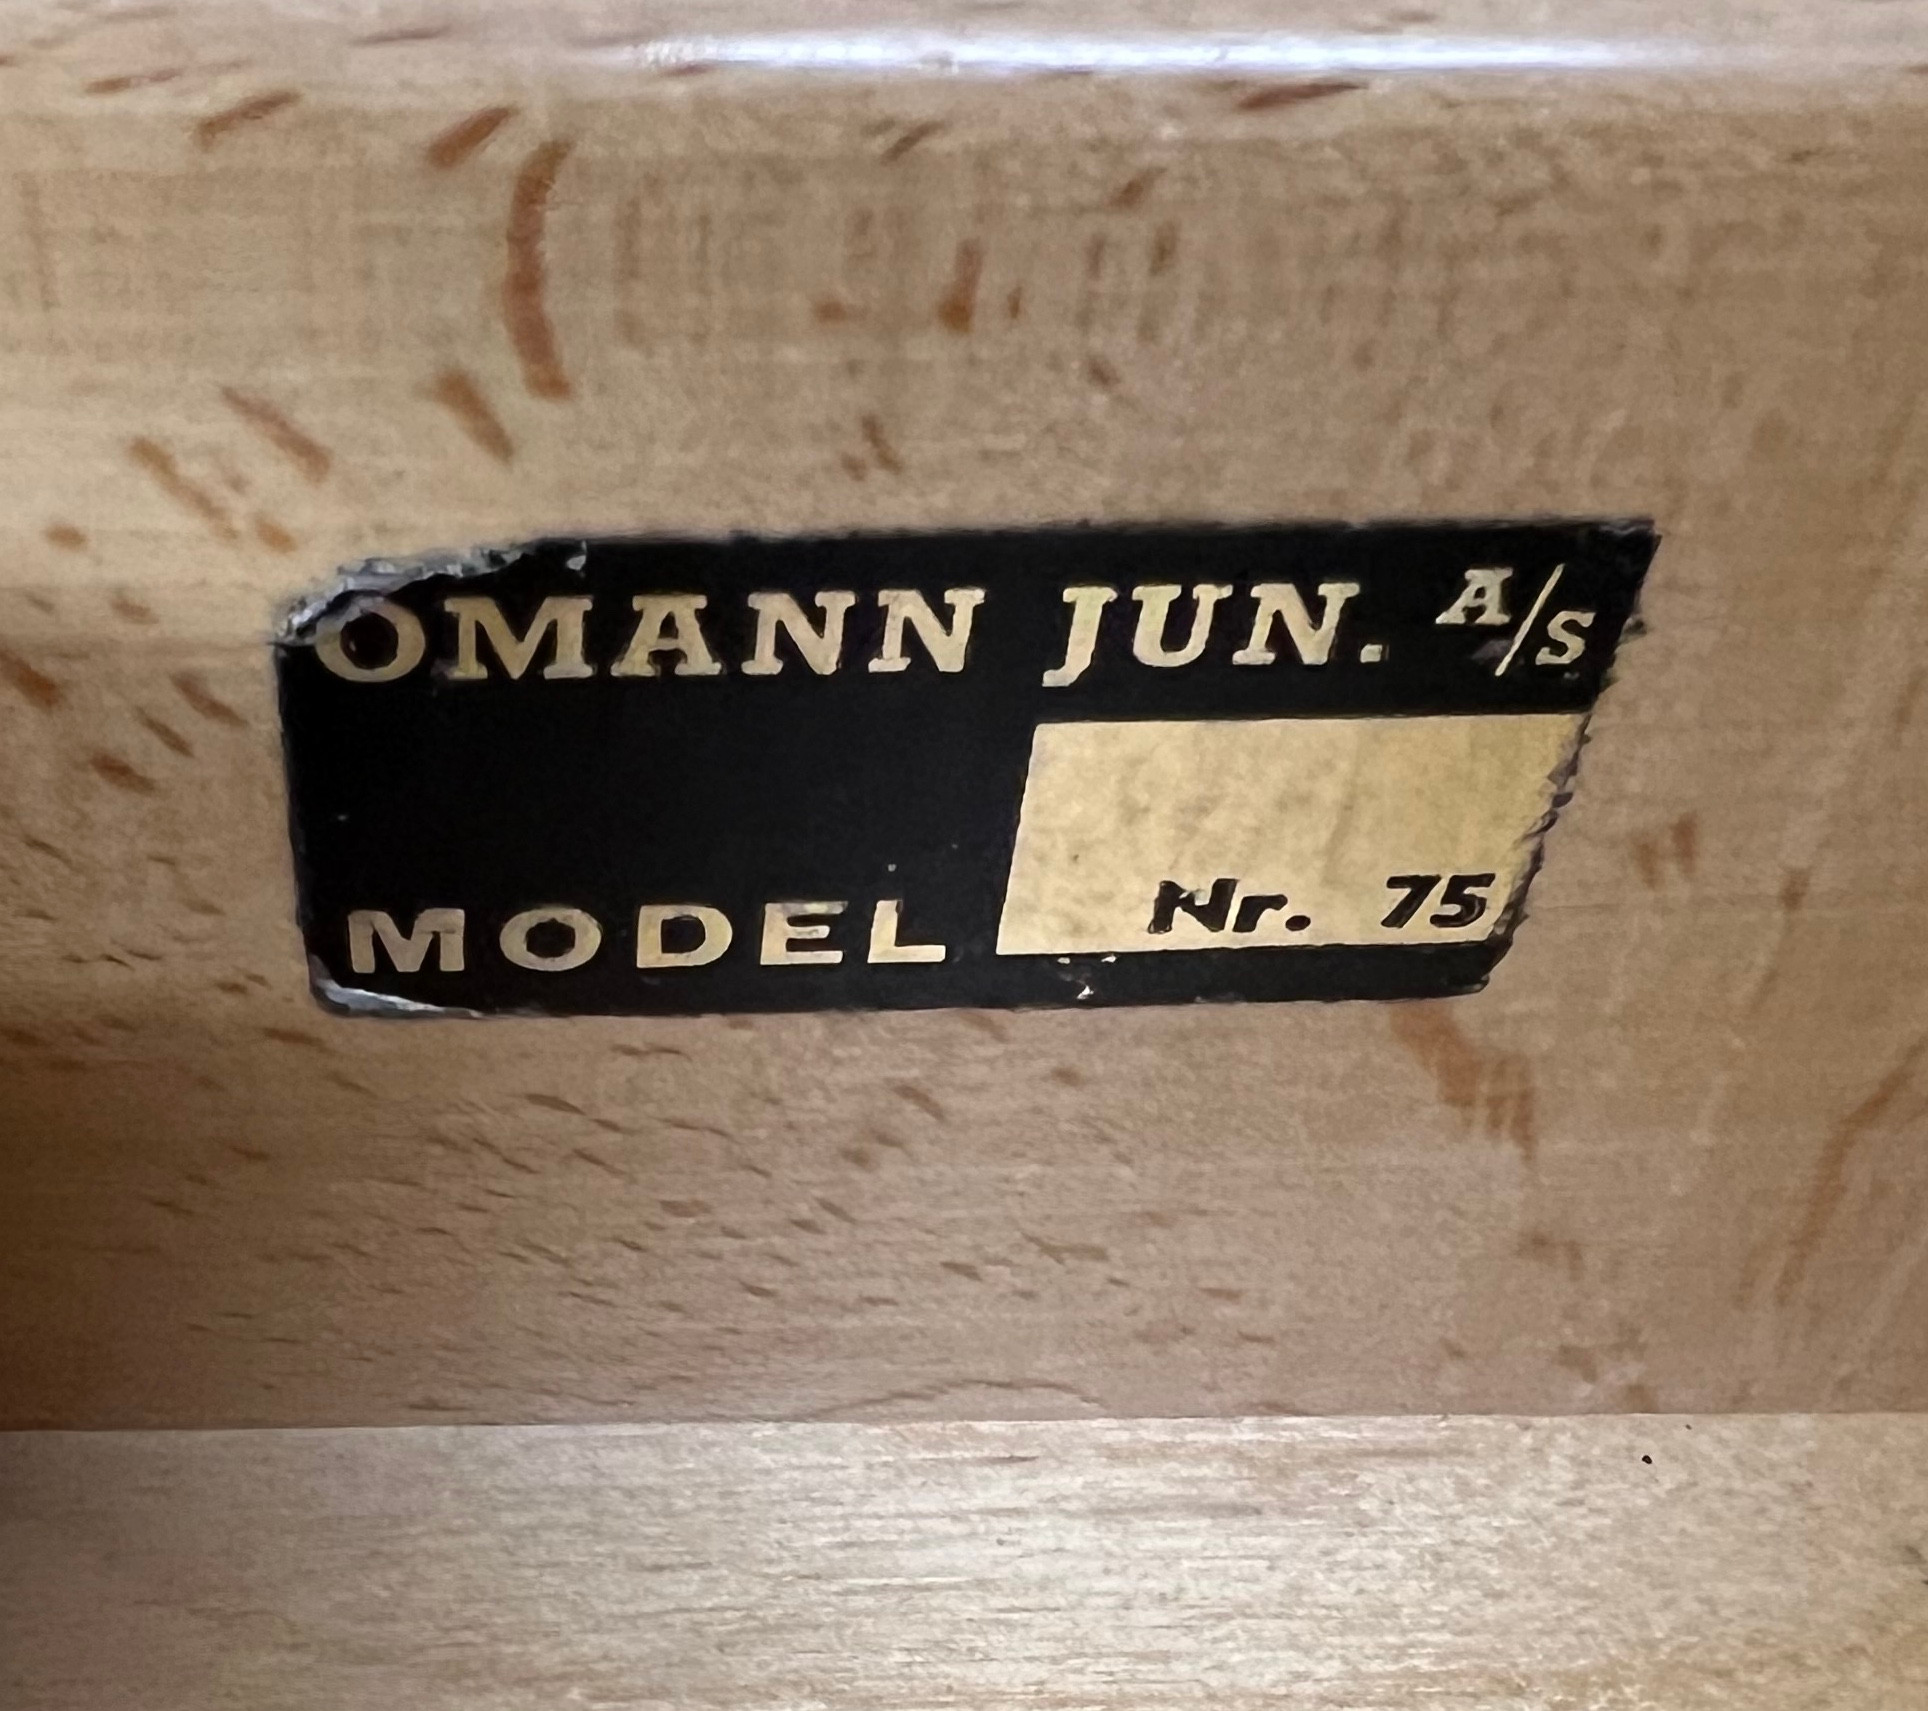 OMANN JUN. A/S
MODEL Nr. 75